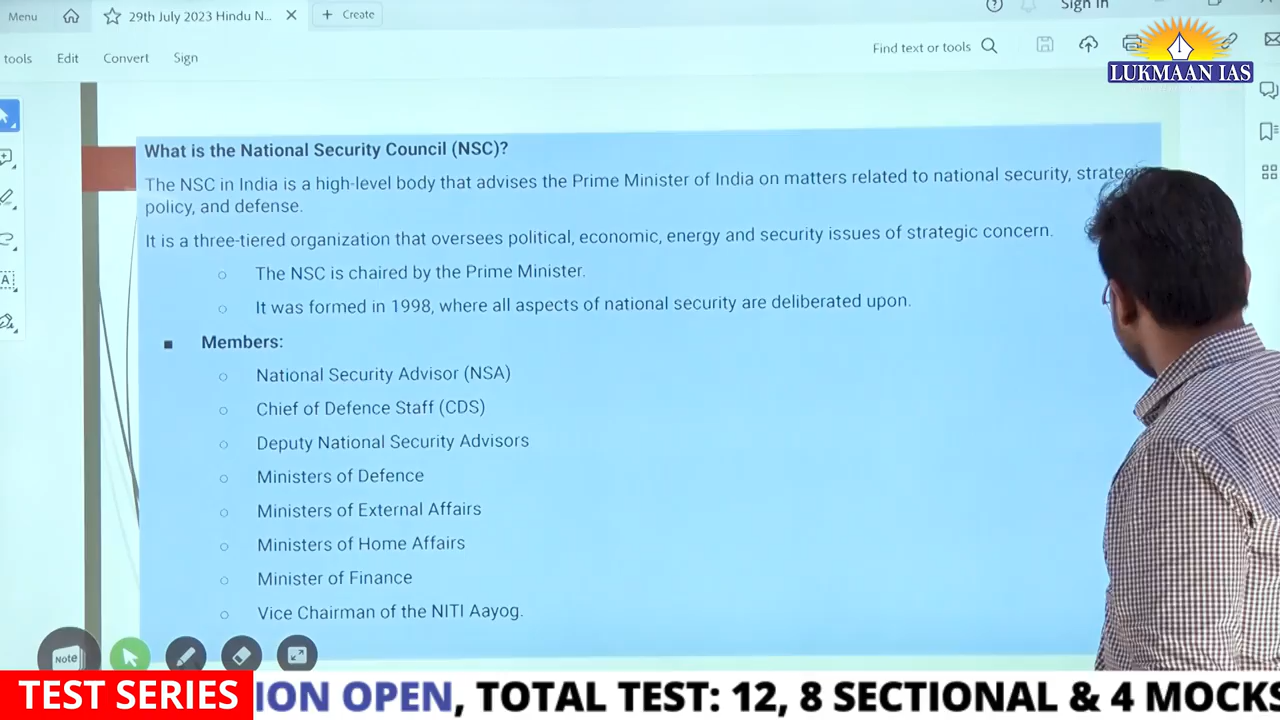 Menu
29th July 2023 Hindu N...
Create
Sign In
tools
Edit
Convert
Sign
Find text or tools
LUKMAAN IAS
What is the National Security Council (NSC)?
The NSC in India is a high-level body that advises the Prime Minister of India on matters related to national security,
policy, and defense.
It is a three-tiered organization that oversees political, economic, energy and security issues of strategic concern.
The NSC is chaired by the Prime Minister.
It was formed in 1998, where all aspects of national security are deliberated upon.
Members:
National Security Advisor (NSA)
Chief of Defence Staff (CDS)
Deputy National Security Advisors
Ministers of Defence
Ministers of External Affairs
Ministers of Home Affairs
Minister of Finance
Vice Chairman of the NITI Aayog.
Note
TEST SERIES
ION OPEN, TOTAL TEST: 12, 8 SECTIONAL & 4 MOCKS